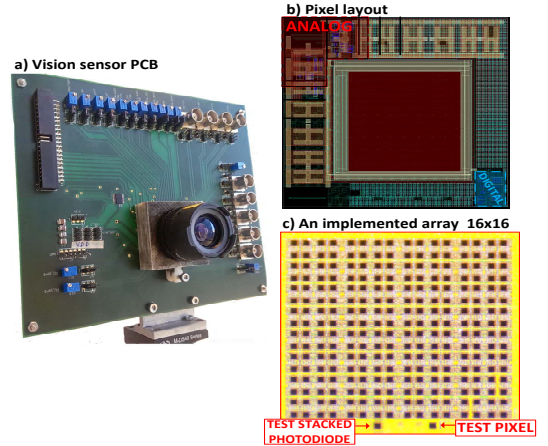 a) Vision sensor PCB
b) Pixel layout
ANALOG
DIGITAL
c) An implemented array  16x16
TEST STACKED
PHOTODIODE
TEST PIXEL